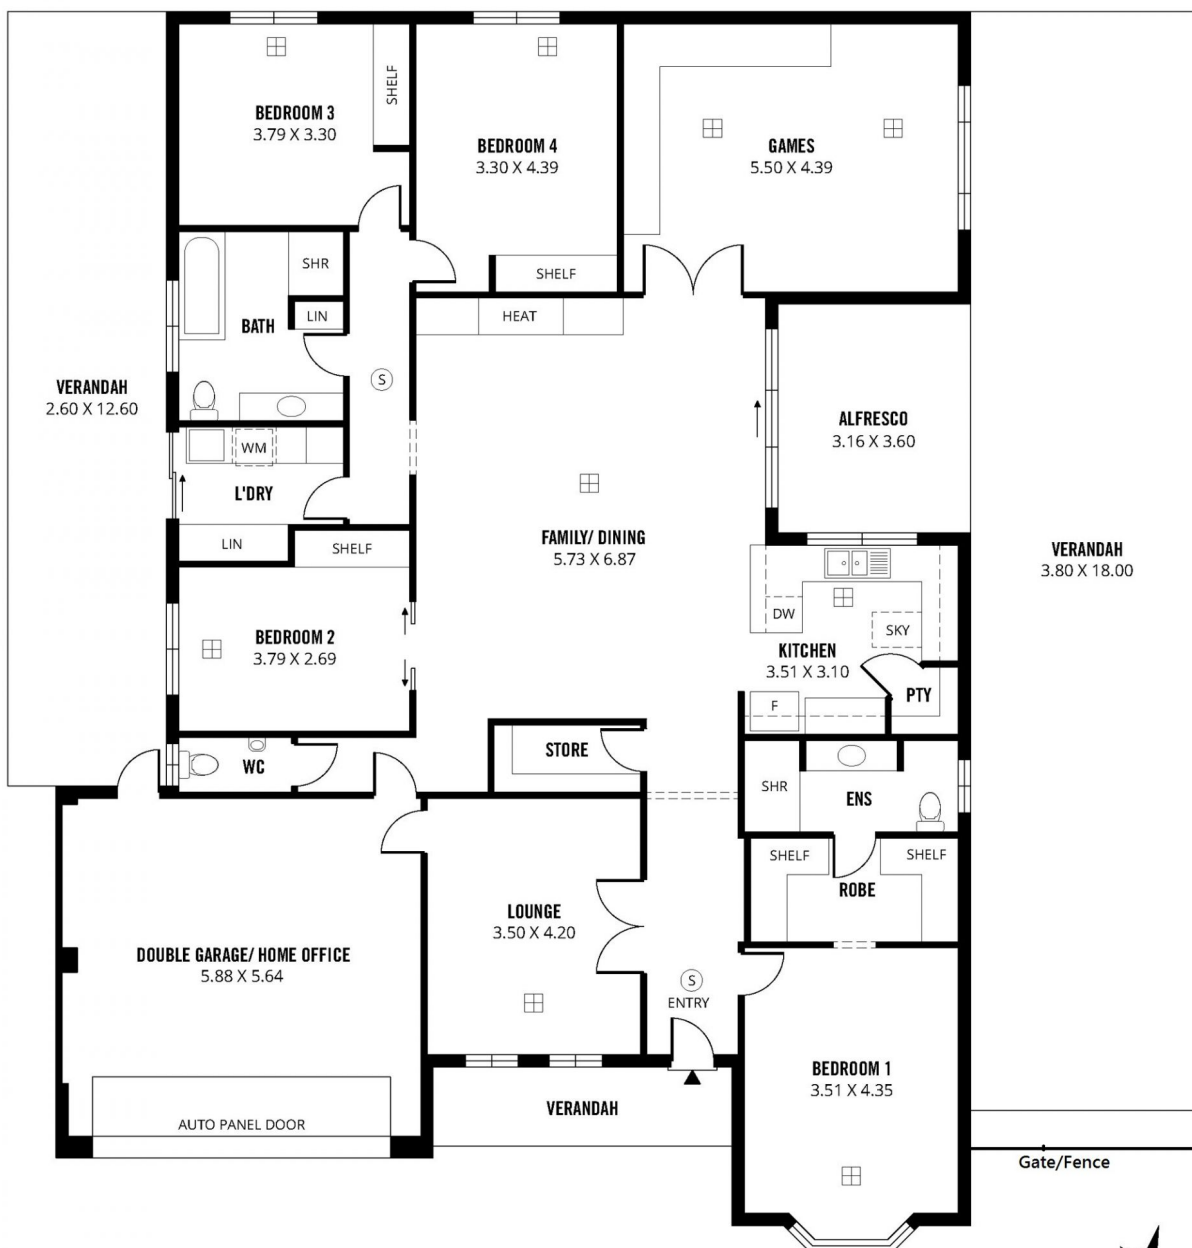 BEDROOM 3
3.79 X 3.30
SHELF
BEDROOM 4
3.30 X 4.39
SHELF
GAMES
5.50 X 4.39
SHR
LIN
BATH
HEAT
S
VERANDAH
2.60 X 12.60
ALFRESCO
3.16 X 3.60
WM
L'DRY
LIN
SHELF
FAMILY/ DINING
5.73 X 6.87
VERANDAH
3.80 X 18.00
DW
SKY
KITCHEN
3.51 X 3.10
PTY
F
BEDROOM 2
3.79 X 2.69
WC
STORE
SHR
ENS
SHELF
SHELF
ROBE
LOUNGE
3.50 X 4.20
DOUBLE GARAGE/ HOME OFFICE
5.88 X 5.64
S
ENTRY
BEDROOM 1
3.51 X 4.35
VERANDAH
AUTO PANEL DOOR
Gate/Fence